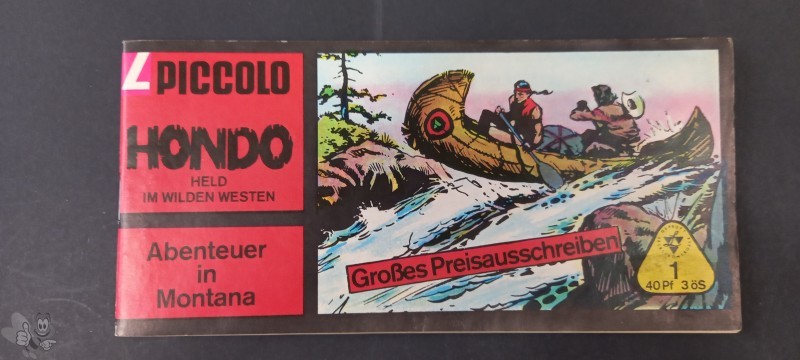 PICCOLO
HONDO
HELD
IM WILDEN WESTEN
Abenteuer
in
Montana
Großes Preisausschreiben
1
40 Pf 3 öS